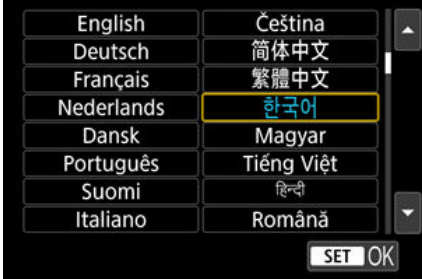 English Čeština
Deutsch 简体中文
Français 繁體中文
Nederlands 한국어
Dansk Magyar
Português Tiếng Việt
Suomi हिन्दी
Italiano Română
SET OK